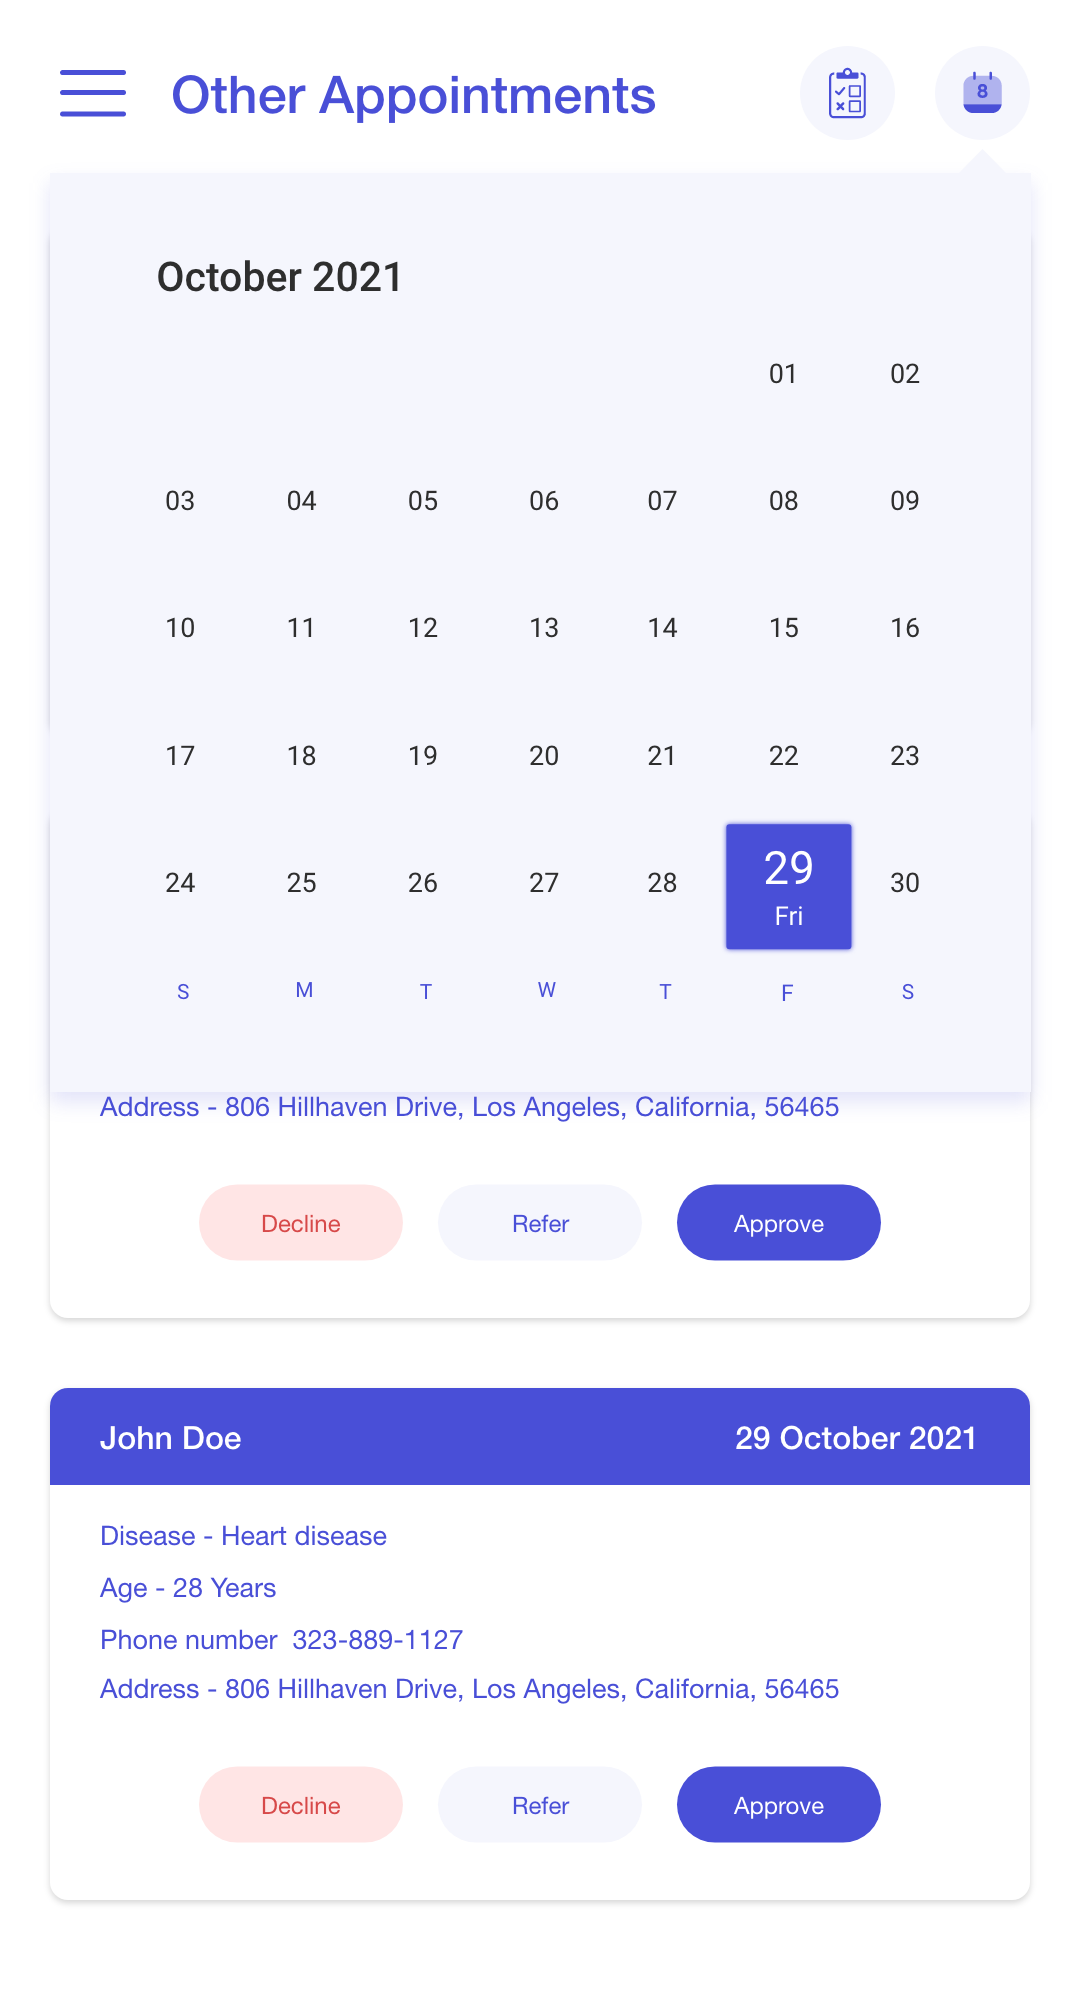 Other Appointments
8
October 2021
01 02
03 04 05 06 07 08 09
10 11 12 13 14 15 16
17 18 19 20 21 22 23
24 25 26 27 28 29 30
Fri
S M T W T F S
Address - 806 Hillhaven Drive, Los Angeles, California, 56465
Decline Refer Approve
John Doe 29 October 2021
Disease - Heart disease
Age - 28 Years
Phone number 323-889-1127
Address - 806 Hillhaven Drive, Los Angeles, California, 56465
Decline Refer Approve